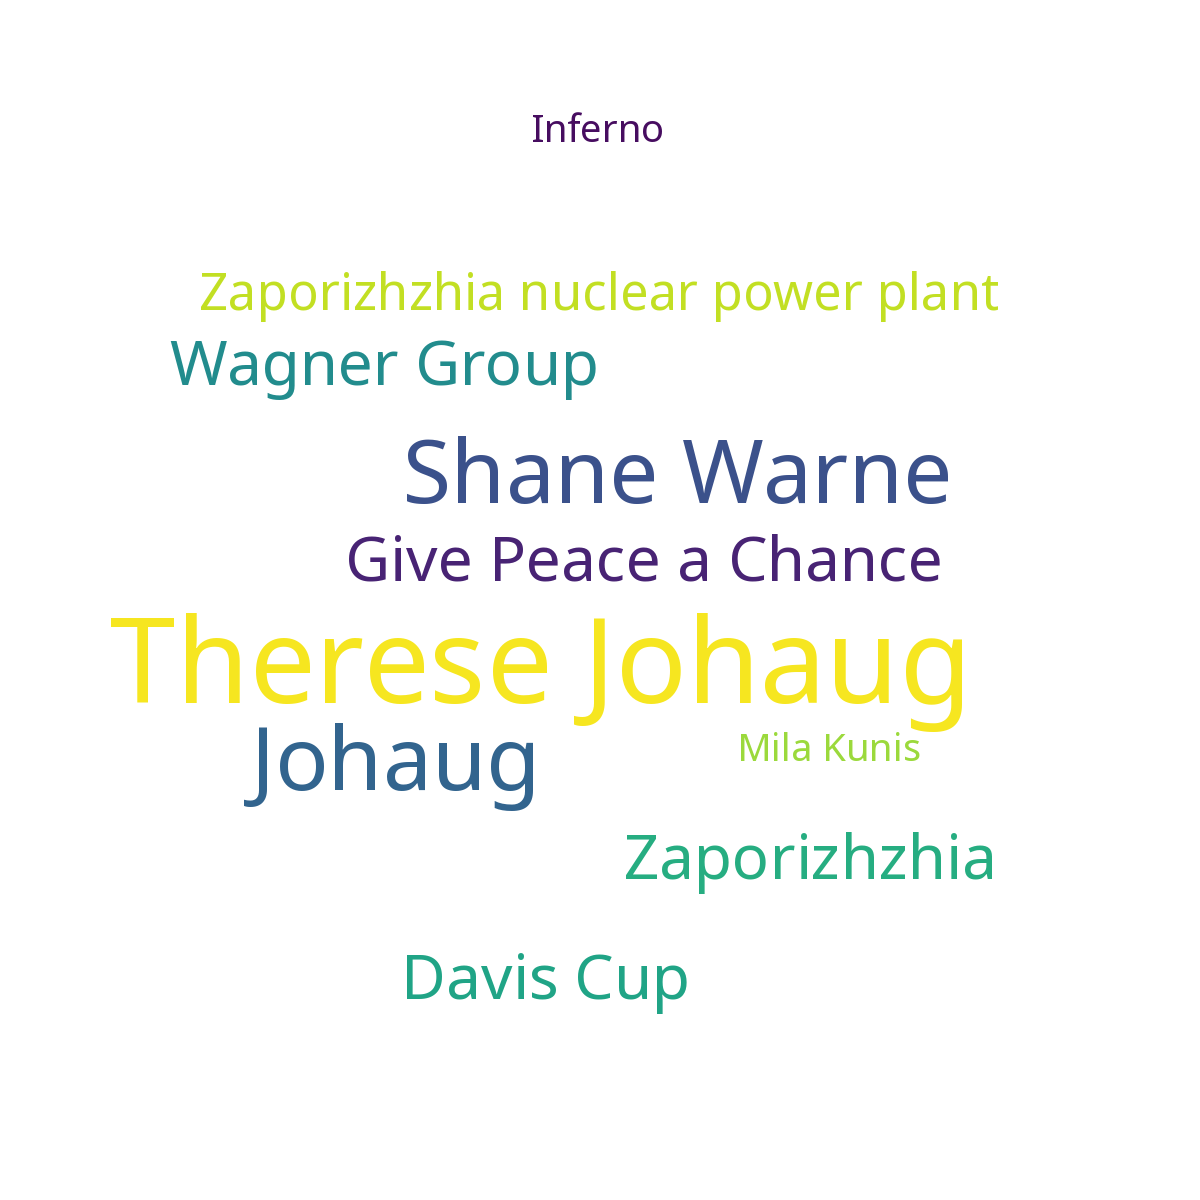 Inferno
Zaporizhzhia nuclear power plant
Wagner Group
Shane Warne
Give Peace a Chance
Therese Johaug
Johaug
Mila Kunis
Zaporizhzhia
Davis Cup